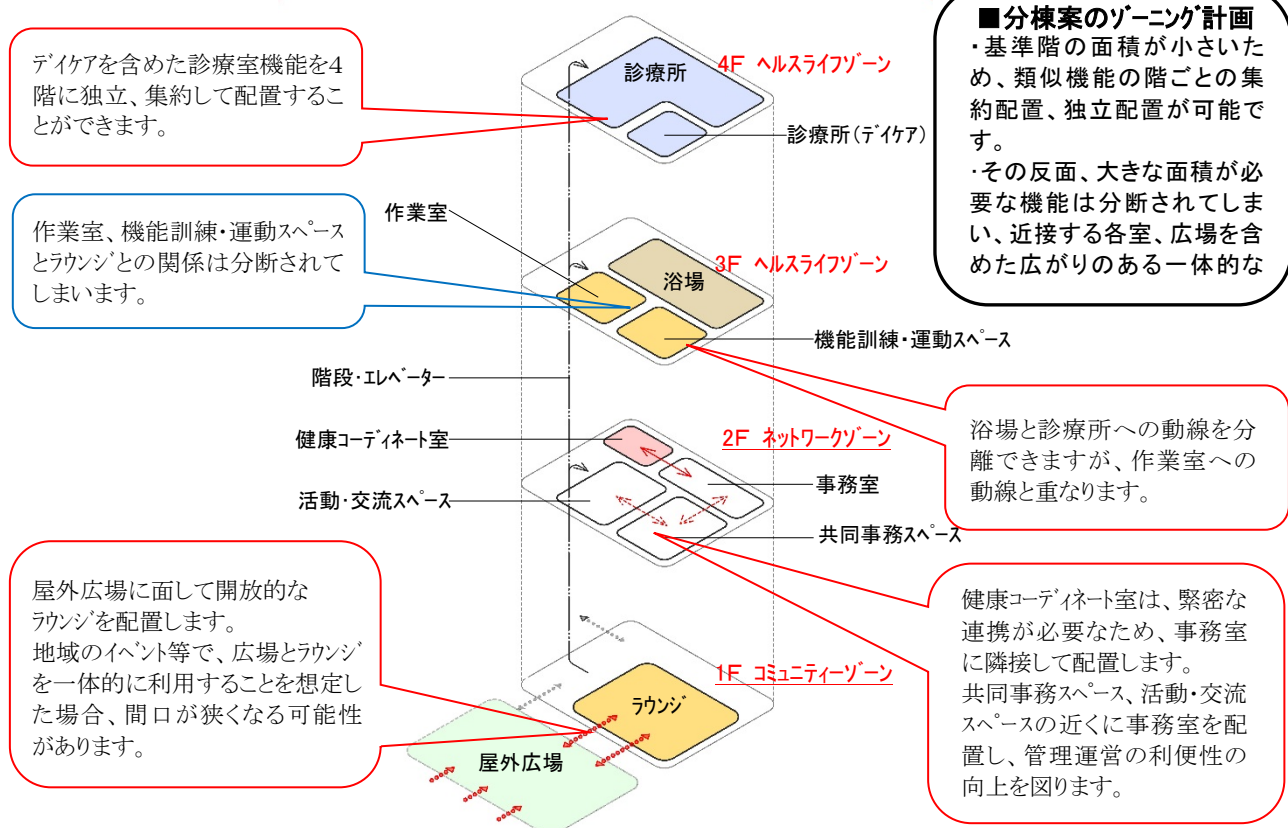 ■分棟案のゾーニング計画
・基準階の面積が小さいた
め、類似機能の階ごとの集
約配置、独立配置が可能で
す。
・その反面、大きな面積が必
要な機能は分断されてしま
い、近接する各室、広場を含
めた広がりのある一体的な
デイケアを含めた診療室機能を4
階に独立、集約して配置するこ
とができます。
診療所
4F ヘルスライフゾーン
診療所(デイケア)
作業室、機能訓練・運動スペース
とラウンジとの関係は分断されて
しまいます。
作業室
3F ヘルスライフゾーン
浴場
機能訓練・運動スペース
階段・エレベーター
浴場と診療所への動線を分
離できますが、作業室への
動線と重なります。
健康コーディネート室
2F ネットワークゾーン
事務室
活動・交流スペース
共同事務スペース
健康コーディネート室は、緊密な
連携が必要なため、事務室
に隣接して配置します。
共同事務スペース、活動・交流
スペースの近くに事務室を配
置し、管理運営の利便性の
向上を図ります。
屋外広場に面して開放的な
ラウンジを配置します。
地域のイベント等で、広場とラウンジ
を一体的に利用することを想定し
た場合、間口が狭くなる可能性
があります。
1F コミュニティーゾーン
ラウンジ
屋外広場